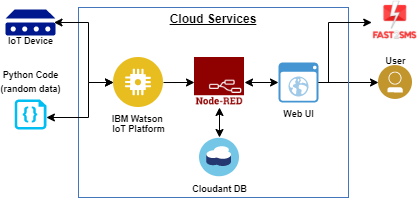 Cloud Services
IoT Device
FAST2SMS
User
Python Code
(random data)
{}
IBM Watson
IoT Platform
Node-RED
Web UI
Cloudant DB